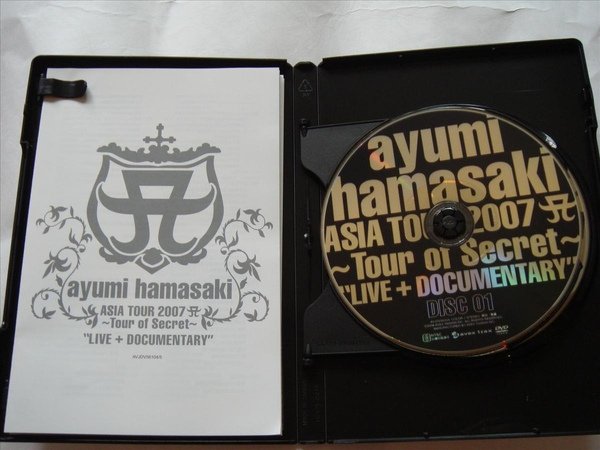 ayumi hamasaki
ASIA TOUR 2007 A
~Tour of Secret~
"LIVE + DOCUMENTARY"
ayumi
hamasaki
ASIA TOUR 2007 A
~Tour of Secret~
"LIVE + DOCUMENTARY"
DISC 01
avex trax
DVD